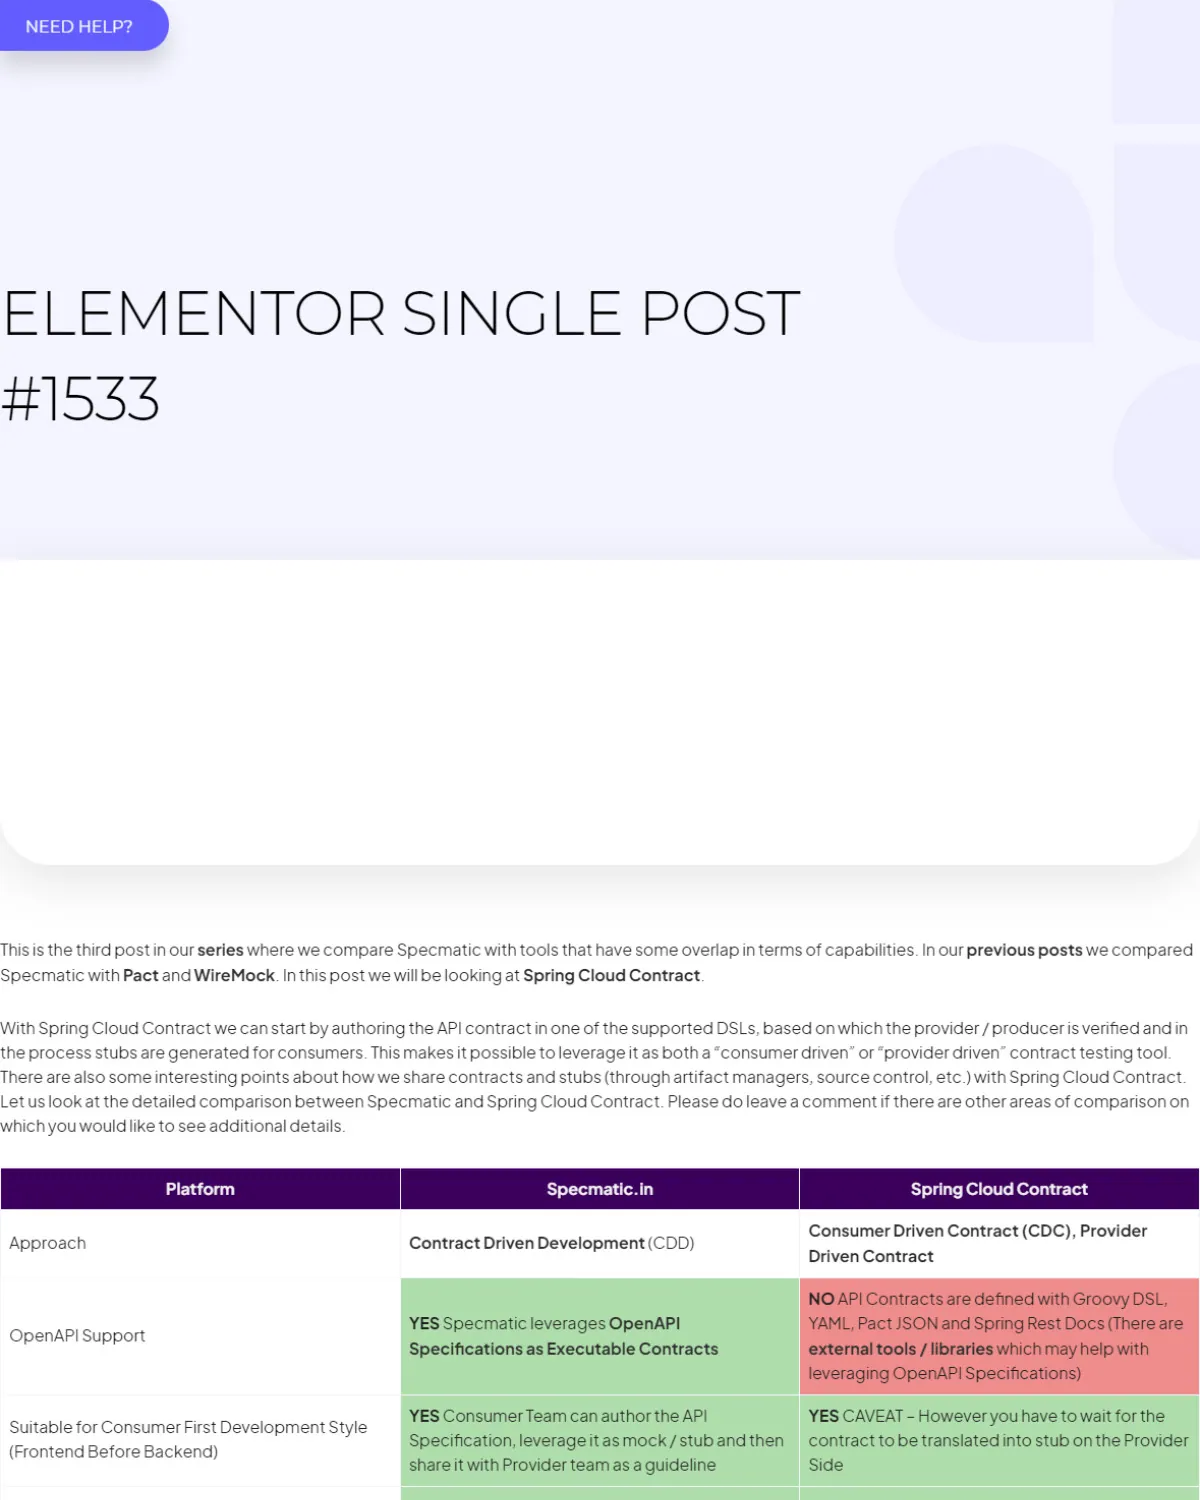 NEED HELP?
ELEMENTOR SINGLE POST
#1533
This is the third post in our series where we compare Specmatic with tools that have some overlap in terms of capabilities. In our previous posts we compared
Specmatic with Pact and WireMock. In this post we will be looking at Spring Cloud Contract.
With Spring Cloud Contract we can start by authoring the API contract in one of the supported DSLs, based on which the provider / producer is verified and in
the process stubs are generated for consumers. This makes it possible to leverage it as both a “consumer driven” or “provider driven” contract testing tool.
There are also some interesting points about how we share contracts and stubs (through artifact managers, source control, etc.) with Spring Cloud Contract.
Let us look at the detailed comparison between Specmatic and Spring Cloud Contract. Please do leave a comment if there are other areas of comparison on
which you would like to see additional details.
Platform
Specmatic.in
Spring Cloud Contract
Approach
Contract Driven Development (CDD)
Consumer Driven Contract (CDC), Provider
Driven Contract
OpenAPI Support
YES Specmatic leverages OpenAPI
Specifications as Executable Contracts
NO API Contracts are defined with Groovy DSL,
YAML, Pact JSON and Spring Rest Docs (There are
external tools / libraries which may help with
leveraging OpenAPI Specifications)
Suitable for Consumer First Development Style
(Frontend Before Backend)
YES Consumer Team can author the API
Specification, leverage it as mock / stub and then
share it with Provider team as a guideline
YES CAVEAT – However you have to wait for the
contract to be translated into stub on the Provider
Side